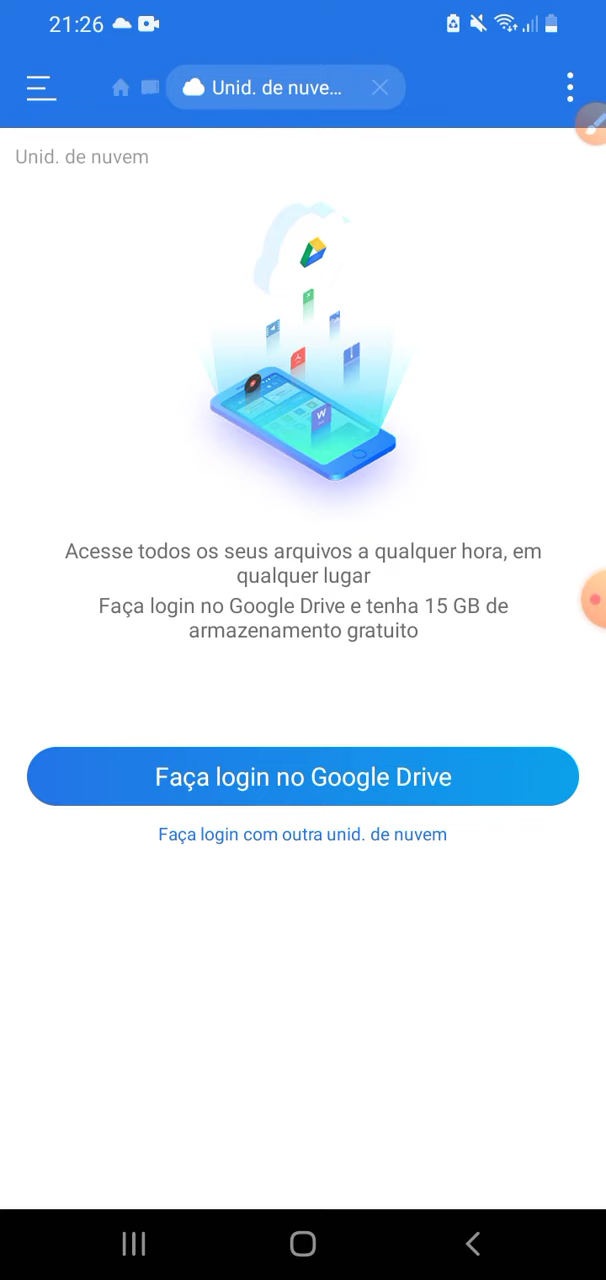 21:26
Unid. de nuve...
Unid. de nuvem
W
Acesse todos os seus arquivos a qualquer hora, em
qualquer lugar
Faça login no Google Drive e tenha 15 GB de
armazenamento gratuito
Faça login no Google Drive
Faça login com outra unid. de nuvem